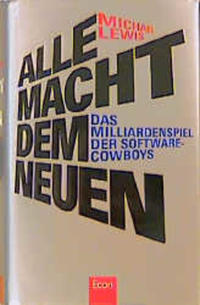 MICHAEL
LEWIS
ALLE
MACHT
DEM
NEUEN
DAS
MILLIARDENSPIEL
DER SOFTWARE-
COWBOYS
Econ